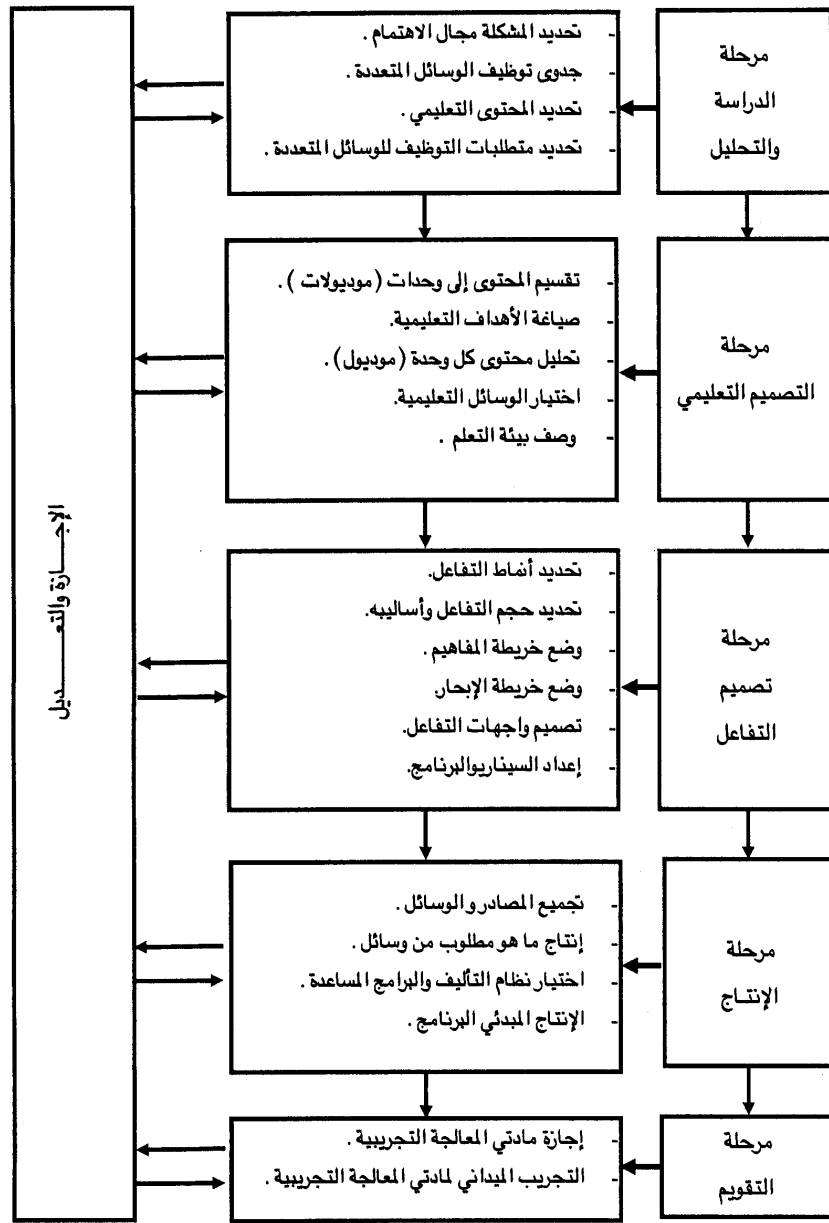 مرحلة
الدراسة
والتحليل
- تحديد المشكلة مجال الاهتمام .
- جدوى توظيف الوسائل المتعددة .
- تحديد المحتوى التعليمي .
- تحديد متطلبات التوظيف للوسائل المتعددة .
مرحلة
التصميم التعليمي
- تقسيم المحتوى إلى وحدات ( موديولات ) .
- صياغة الأهداف التعليمية.
- تحليل محتوى كل وحدة ( موديول ) .
- اختيار الوسائل التعليمية.
- وصف بيئة التعلم .
مرحلة
تصميم
التفاعل
- تحديد أنماط التفاعل.
- تحديد حجم التفاعل وأساليبه.
- وضع خريطة المفاهيم .
- وضع خريطة الإبحار.
- تصميم واجهات التفاعل.
- إعداد السيناريوالبرنامج.
مرحلة
الإنتـاج
- تجميع المصادر و الوسائل .
- إنتاج ما هو مطلوب من وسائل .
- اختيار نظام التأليف والبرامج المساعدة .
- الإنتاج المبدئي البرنامج .
مرحلة
التقويم
- إجازة مادتي المعالجة التجريبية .
- التجريب الميداني لمادتي المعالجة التجريبية .
الإجـــازة والتعـــــديل